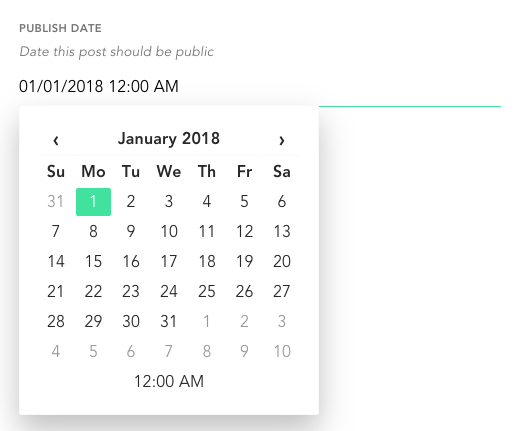 PUBLISH DATE
Date this post should be public
01/01/2018 12:00 AM
‹ January 2018 ›
Su Mo Tu We Th Fr Sa
31 1 2 3 4 5 6
7 8 9 10 11 12 13
14 15 16 17 18 19 20
21 22 23 24 25 26 27
28 29 30 31 1 2 3
4 5 6 7 8 9 10
12:00 AM